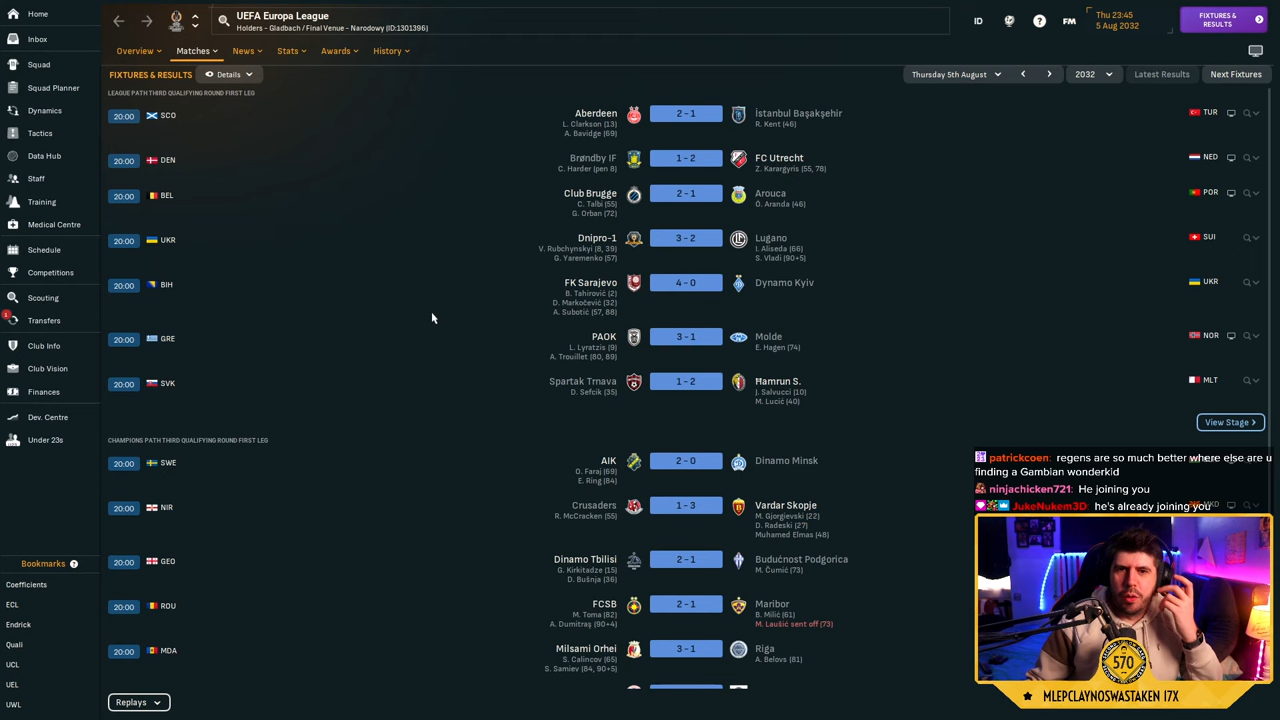 Home
Inbox
Squad
Squad Planner
Dynamics
Tactics
Data Hub
Staff
Training
Medical Centre
Schedule
Competitions
Scouting
1
Transfers
Club Info
Club Vision
Finances
Dev. Centre
Under 23s
Bookmarks ?
Coefficients
ECL
Endrick
Quali
UCL
UEL
UWL
UEFA Europa League
Holders - Gladbach / Final Venue - Narodowy (ID:1301396)
ID
?
FM
Thu 23:45
5 Aug 2032
FIXTURES &
RESULTS
Overview
Matches
News
Stats
Awards
History
FIXTURES & RESULTS
Details
Thursday 5th August
2032
Latest Results
Next Fixtures
LEAGUE PATH THIRD QUALIFYING ROUND FIRST LEG
20:00 SCO Aberdeen 2 - 1 İstanbul Başakşehir TUR
L. Clarkson (13) R. Kent (46)
A. Bavidge (69)
20:00 DEN Brøndby IF 1 - 2 FC Utrecht NED
C. Harder (pen 8) Z. Karargyris (55, 78)
20:00 BEL Club Brugge 2 - 1 Arouca POR
C. Talbi (55) Ó. Aranda (46)
G. Orban (72)
20:00 UKR Dnipro-1 3 - 2 Lugano SUI
V. Rubchynskyi (8, 39) J. Aliseda (66)
G. Yaremenko (57) S. Vladi (90+5)
20:00 BIH FK Sarajevo 4 - 0 Dynamo Kyiv UKR
B. Tahirović (2)
D. Markočević (32)
A. Subotić (57, 88)
20:00 GRE PAOK 3 - 1 Molde NOR
L. Lyratzis (9) E. Hagen (74)
A. Trouillet (80, 89)
20:00 SVK Spartak Trnava 1 - 2 Ħamrun S. MLT
D. Sefcik (35) J. Salvucci (10)
M. Lucić (40)
View Stage
CHAMPIONS PATH THIRD QUALIFYING ROUND FIRST LEG
20:00 SWE AIK 2 - 0 Dinamo Minsk
O. Faraj (69)
E. Ring (84)
20:00 NIR Crusaders 1 - 3 Vardar Skopje MKD
R. McCracken (55) M. Gjorgievski (22)
D. Radeski (27)
Muhamed Elmas (48)
20:00 GEO Dinamo Tbilisi 2 - 1 Budućnost Podgorica
G. Kirkitadze (15) M. Čumić (73)
D. Bušnja (36)
20:00 ROU FCSB 2 - 1 Maribor
M. Toma (82) B. Milić (61)
A. Dumitraș (90+4) M. Laušić sent off (73)
20:00 MDA Milsami Orhei 3 - 1 Riga
S. Calincov (65) A. Belovs (81)
S. Samiev (84, 90+5)
Replays
patrickcoen: regens are so much better where else are u
finding a Gambian wonderkid
ninjachicken721: He joining you
JukeNukem3D: he's already joining you
570
MLEPCLAYNOSWASTAKEN 17X